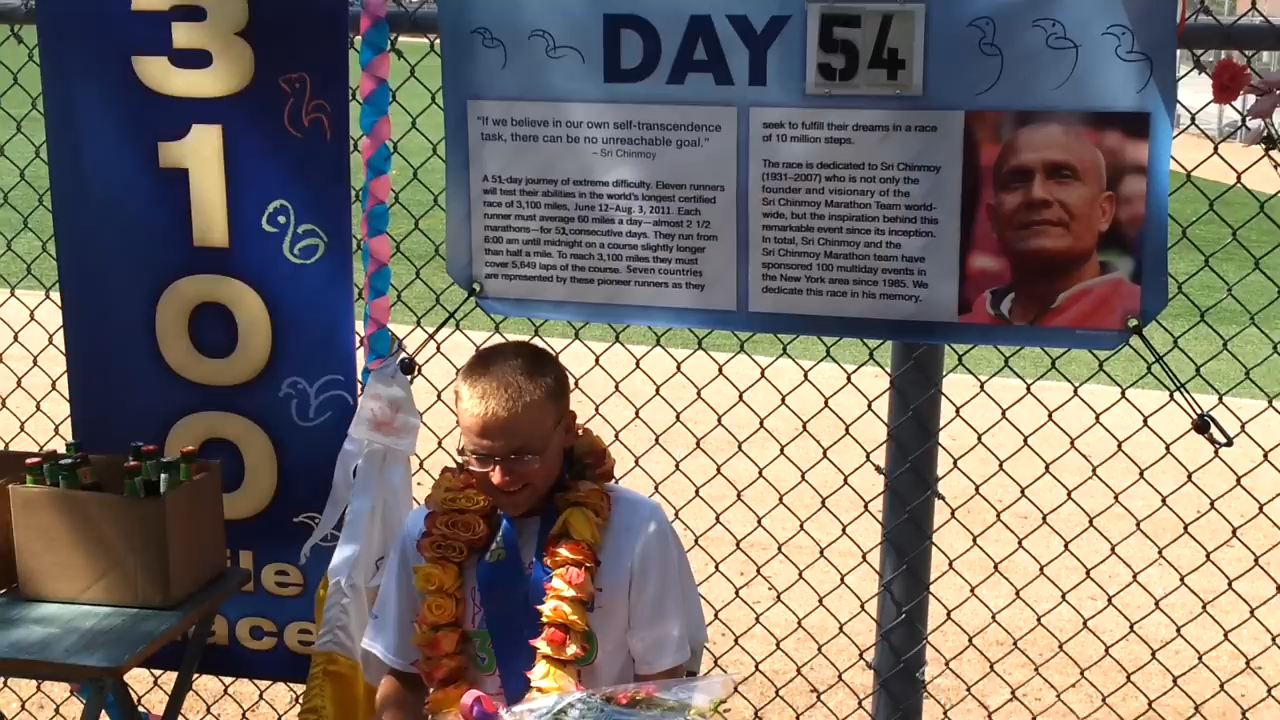 3100
ile
ace
DAY 54
"If we believe in our own self-transcendence
task, there can be no unreachable goal."
– Sri Chinmoy
A 51-day journey of extreme difficulty. Eleven runners
will test their abilities in the world's longest certified
race of 3,100 miles, June 12–Aug. 3, 2011. Each
runner must average 60 miles a day—almost 2 1/2
marathons—for 51 consecutive days. They run from
6:00 am until midnight on a course slightly longer
than half a mile. To reach 3,100 miles they must
cover 5,649 laps of the course. Seven countries
are represented by these pioneer runners as they
seek to fulfill their dreams in a race
of 10 million steps.
The race is dedicated to Sri Chinmoy
(1931–2007) who is not only the
founder and visionary of the
Sri Chinmoy Marathon Team world-
wide, but the inspiration behind this
remarkable event since its inception.
In total, Sri Chinmoy and the
Sri Chinmoy Marathon team have
sponsored 100 multiday events in
the New York area since 1985. We
dedicate this race in his memory.
3